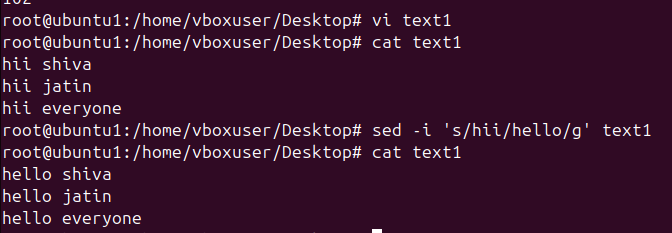 root@ubuntu1:/home/vboxuser/Desktop# vi text1
root@ubuntu1:/home/vboxuser/Desktop# cat text1
hii shiva
hii jatin
hii everyone
root@ubuntu1:/home/vboxuser/Desktop# sed -i 's/hii/hello/g' text1
root@ubuntu1:/home/vboxuser/Desktop# cat text1
hello shiva
hello jatin
hello everyone